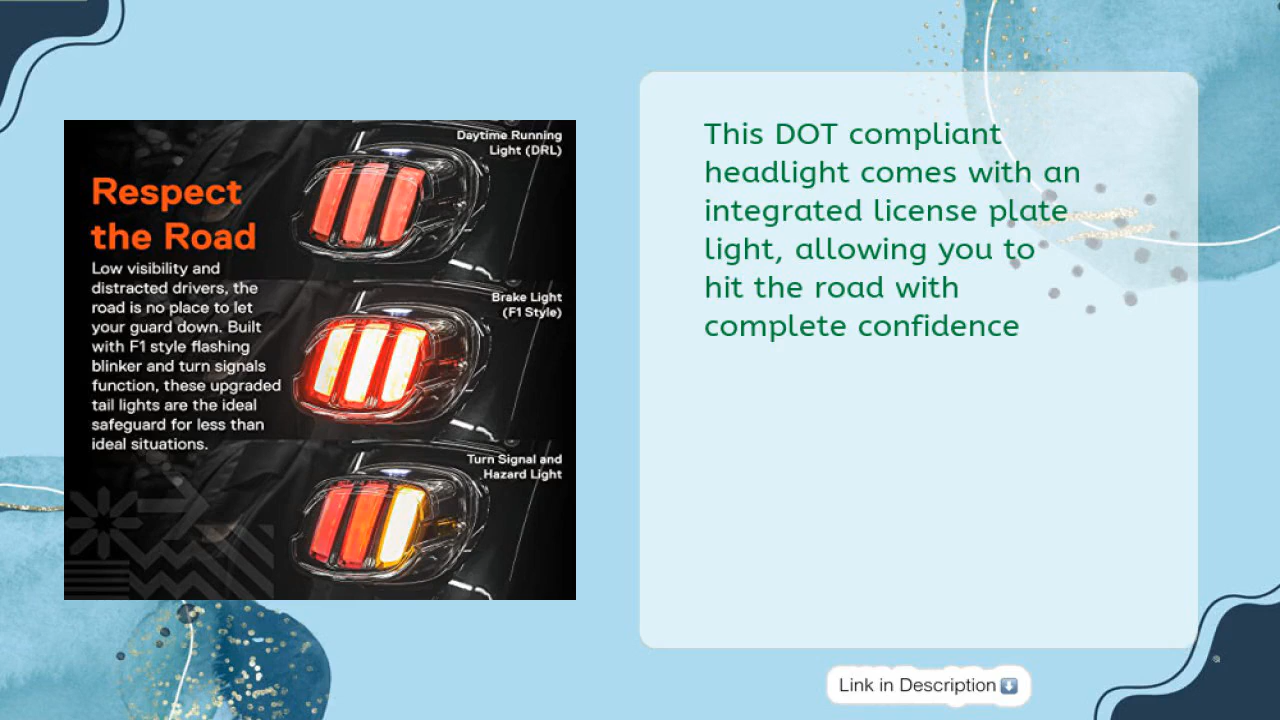 Daytime Running
Light (DRL)
Respect
the Road
Low visibility and
distracted drivers, the
road is no place to let
your guard down. Built
with F1 style flashing
blinker and turn signals
function, these upgraded
tail lights are the ideal
safeguard for less than
ideal situations.
Brake Light
(F1 Style)
Turn Signal and
Hazard Light
This DOT compliant
headlight comes with an
integrated license plate
light, allowing you to
hit the road with
complete confidence
Link in Description⬇️